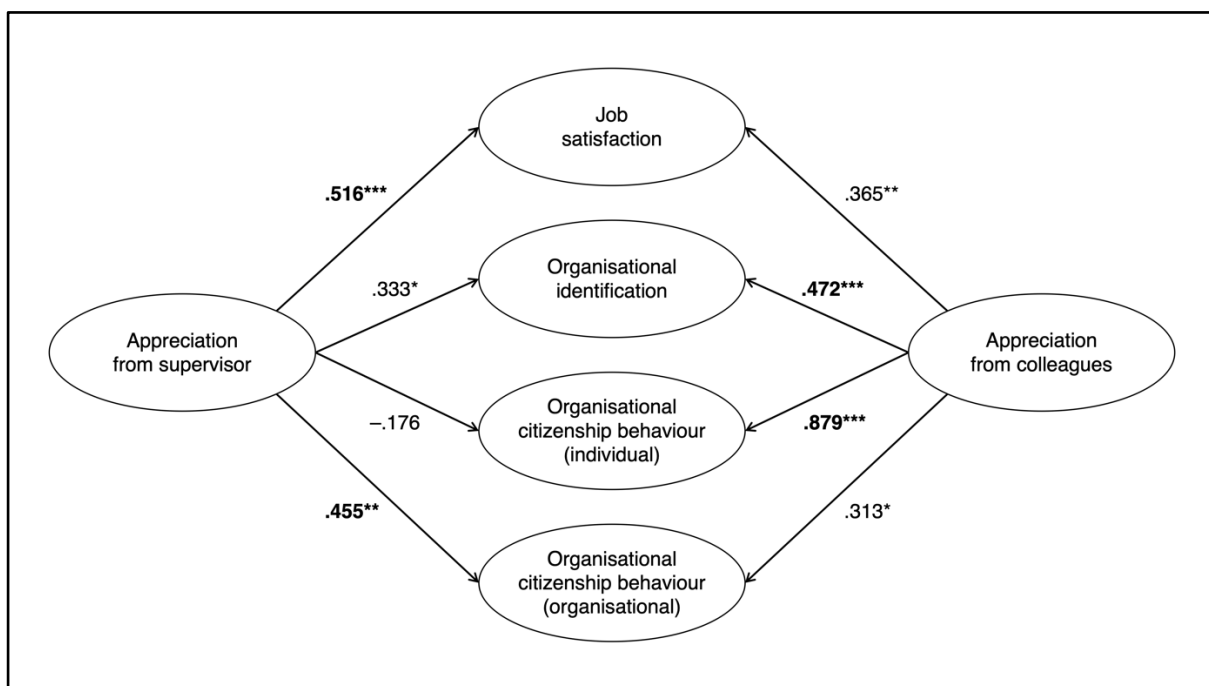 Job
satisfaction
.516***
.365**
Organisational
identification
.333*
.472***
Appreciation
from supervisor
Appreciation
from colleagues
–.176
Organisational
citizenship behaviour
(individual)
.879***
.455**
.313*
Organisational
citizenship behaviour
(organisational)